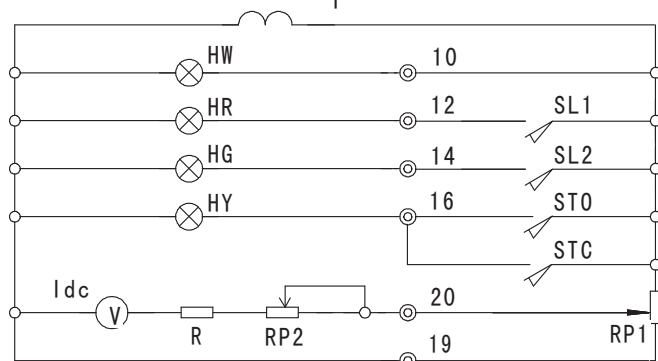 HW 10
HR 12 SL1
HG 14 SL2
HY 16 STO
STC
Idc 20
V
R RP2 RP1
19